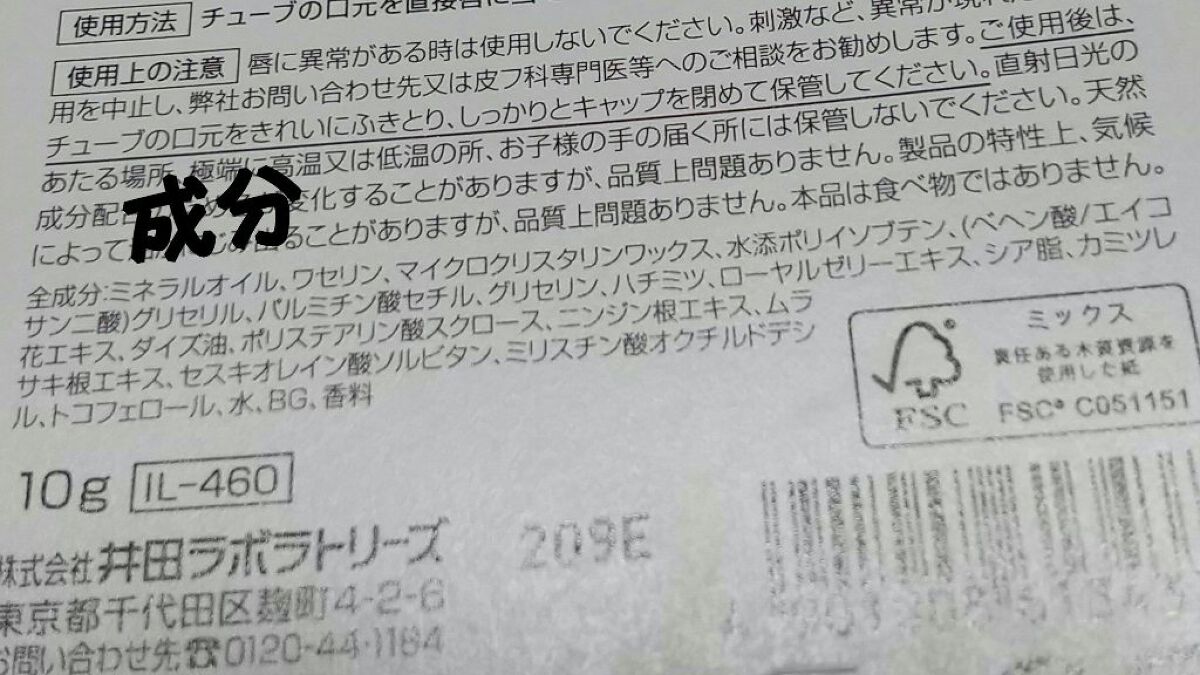 使用方法 チューブの口元を直接唇に当
使用上の注意 唇に異常がある時は使用しないでください。刺激など、異常が現れた
用を中止し、弊社お問い合わせ先又は皮フ科専門医等へのご相談をお勧めします。ご使用後は、
チューブの口元をきれいにふきとり、しっかりとキャップを閉めて保管してください。直射日光の
あたる場所、極端に高温又は低温の所、お子様の手の届く所には保管しないでください。天然
成分配合 変化することがありますが、品質上問題ありません。製品の特性上、気候
によって ることがありますが、品質上問題ありません。本品は食べ物ではありません。
成分
全成分:ミネラルオイル、ワセリン、マイクロクリスタリンワックス、水添ポリイソブテン、(ベヘン酸/エイコ
サン二酸)グリセリル、パルミチン酸セチル、グリセリン、ハチミツ、ローヤルゼリーエキス、シア脂、カミツレ
花エキス、ダイズ油、ポリステアリン酸スクロース、ニンジン根エキス、ムラ
サキ根エキス、セスキオレイン酸ソルビタン、ミリスチン酸オクチルドデシ
ル、トコフェロール、水、BG、香料
ミックス
責任ある木質資源を
使用した紙
FSC
FSC® C051151
10g IL-460
株式会社 井田ラボラトリーズ
209E
東京都千代田区麹町4-2-6
お問い合わせ先☎0120-44-1184